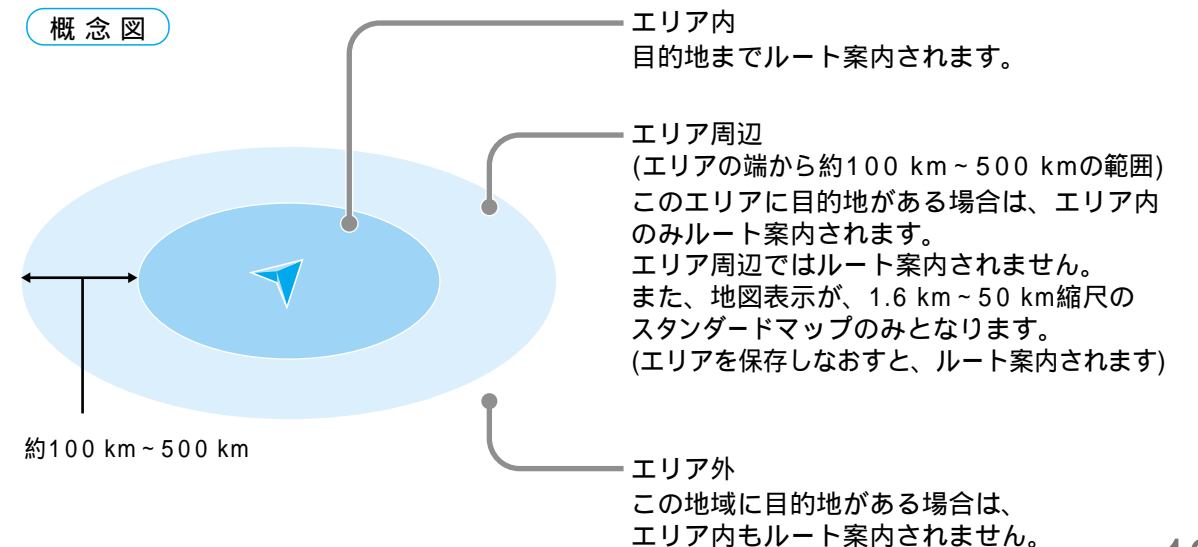 概念図
エリア内
目的地までルート案内されます。
エリア周辺
(エリアの端から約100 km~500 kmの範囲)
このエリアに目的地がある場合は、エリア内
のみルート案内されます。
エリア周辺ではルート案内されません。
また、地図表示が、1.6 km~50 km縮尺の
スタンダードマップのみとなります。
(エリアを保存しなおすと、ルート案内されます)
約100 km~500 km
エリア外
この地域に目的地がある場合は、
エリア内もルート案内されません。